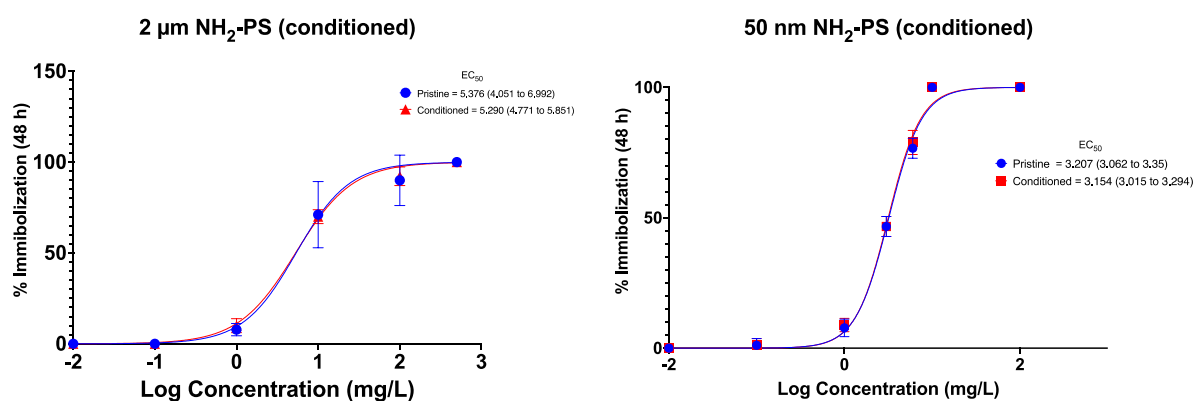 2 µm NH₂-PS (conditioned)
150
100
50
0
-2
-1
0
1
2
3
% Immibolization (48 h)
Log Concentration (mg/L)
EC₅₀
Pristine = 5,376 (4,051 to 6,992)
Conditioned = 5.290 (4.771 to 5.851)
50 nm NH₂-PS (conditioned)
100
50
0
-2
0
2
% Immibolization (48 h)
Log Concentration (mg/L)
EC₅₀
Pristine = 3.207 (3.062 to 3.35)
Conditioned = 3.154 (3.015 to 3.294)